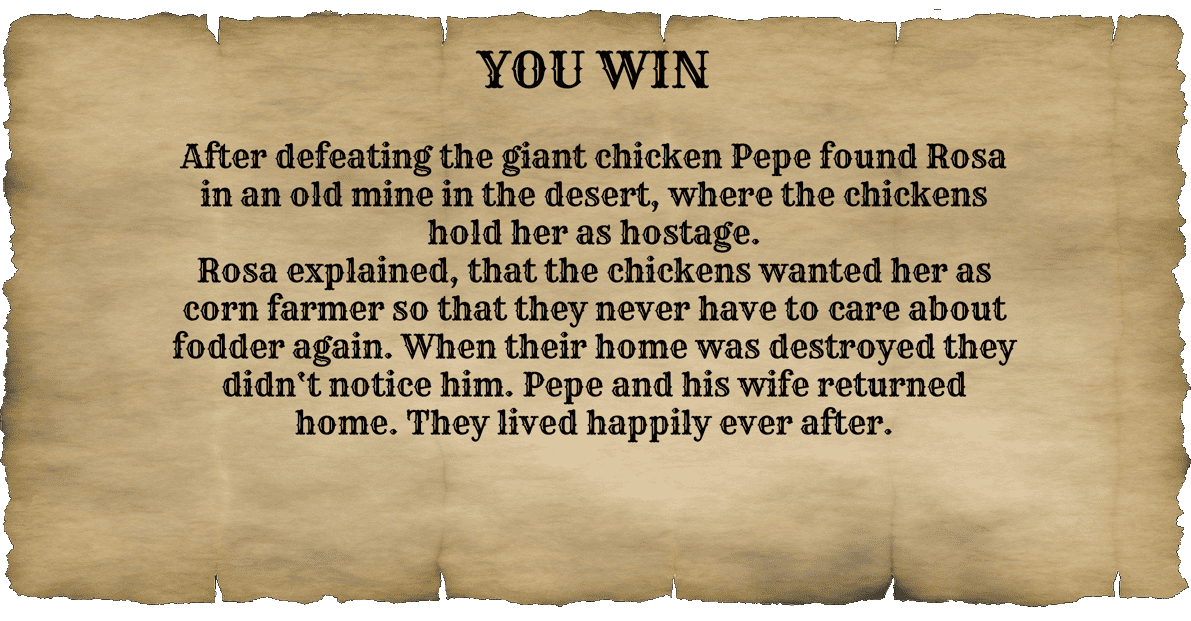 YOU WIN
After defeating the giant chicken Pepe found Rosa
in an old mine in the desert, where the chickens
hold her as hostage.
Rosa explained, that the chickens wanted her as
corn farmer so that they never have to care about
fodder again. When their home was destroyed they
didn‛t notice him. Pepe and his wife returned
home. They lived happily ever after.